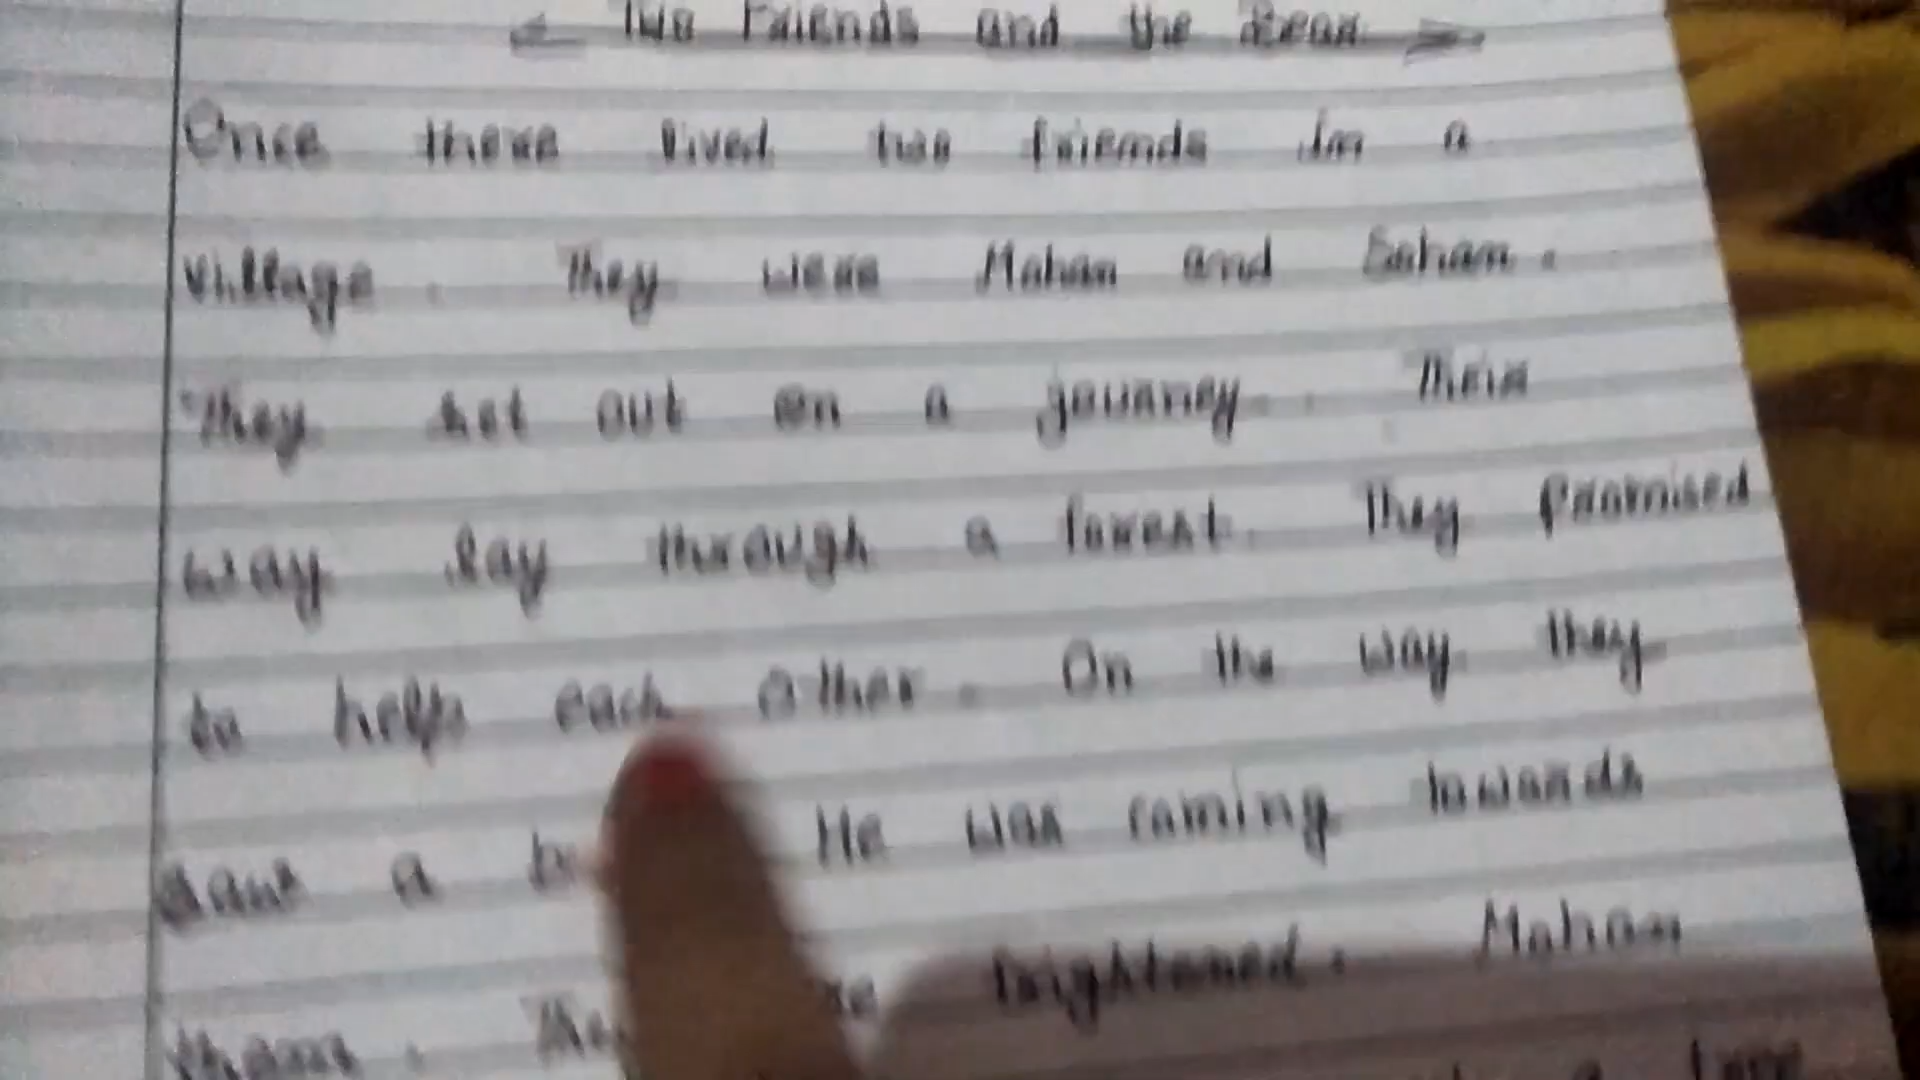 Two Friends and the Bear
Once there lived two friends in a
village. They were Mohan and Sohan.
They set out on a journey. Their
way lay through a forest. They promised
to help each other. On the way they
saw a He was coming towards
them. frightened. Mohan